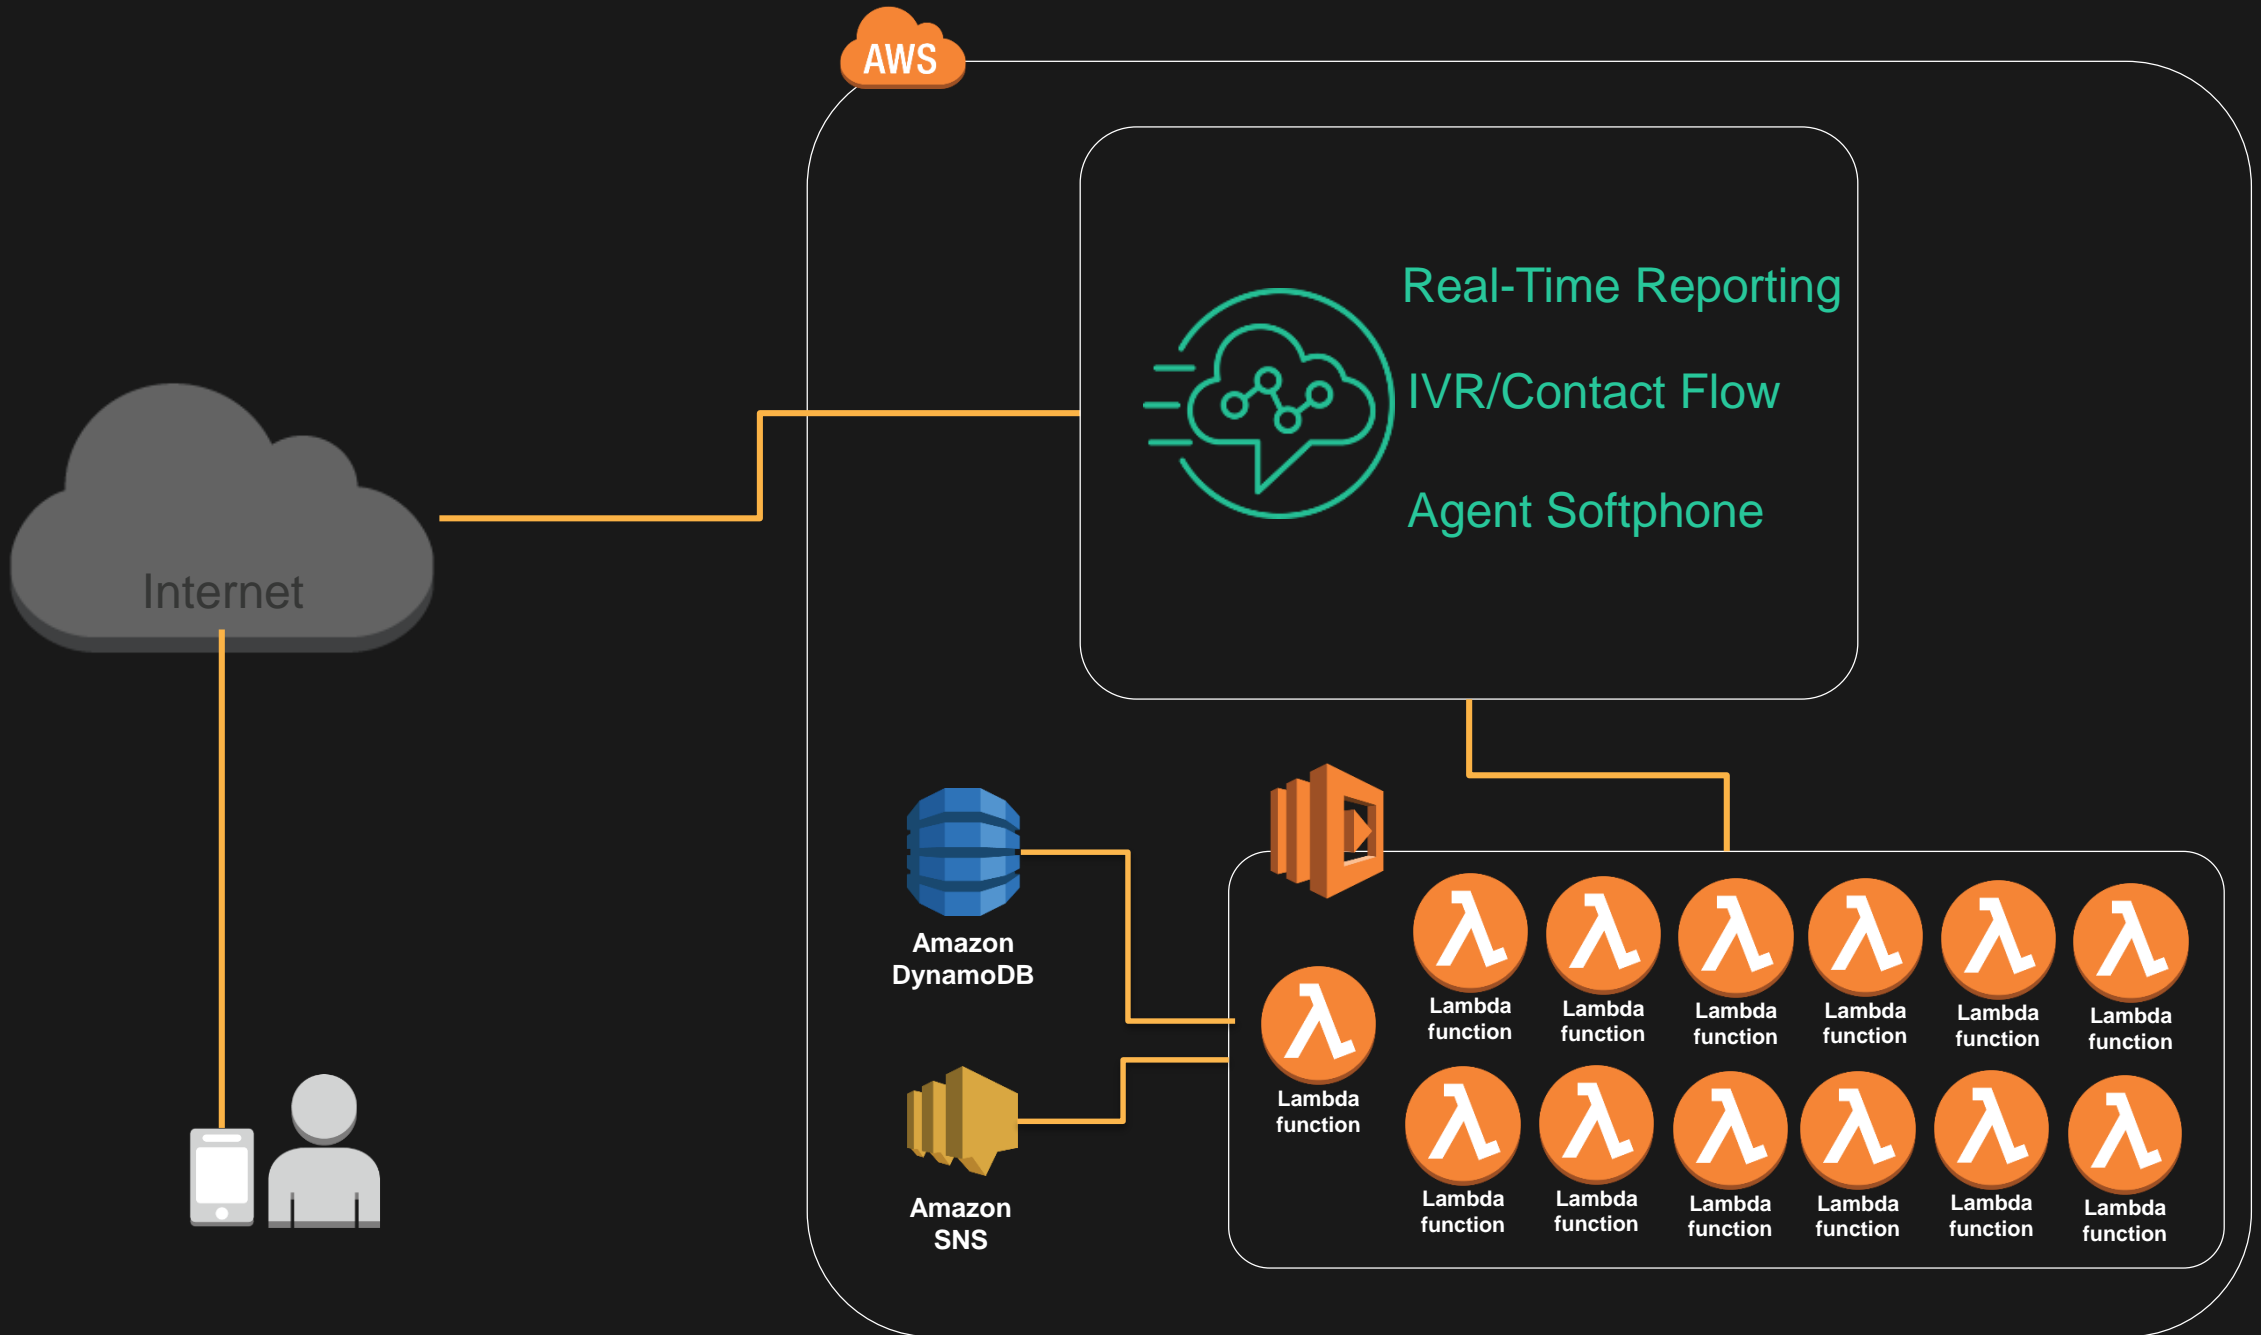 AWS
Real-Time Reporting
IVR/Contact Flow
Agent Softphone
Internet
Amazon
DynamoDB
Amazon
SNS
Lambda
function
Lambda
function
Lambda
function
Lambda
function
Lambda
function
Lambda
function
Lambda
function
Lambda
function
Lambda
function
Lambda
function
Lambda
function
Lambda
function
Lambda
function